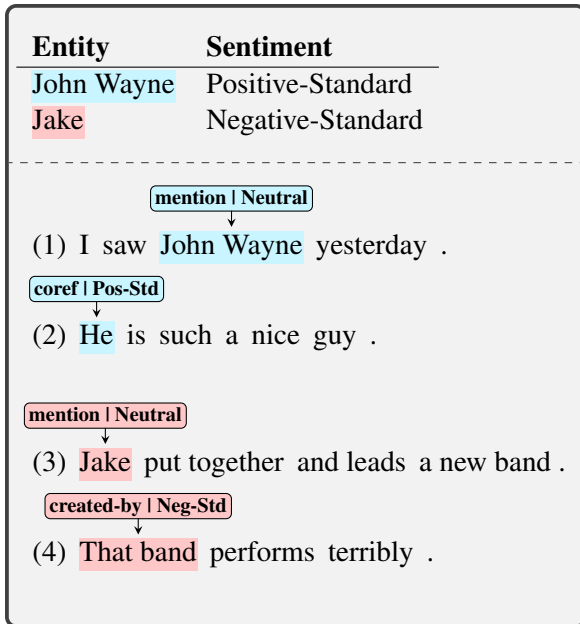 Entity Sentiment
John Wayne Positive-Standard
Jake Negative-Standard
mention | Neutral
(1) I saw John Wayne yesterday .
coref | Pos-Std
(2) He is such a nice guy .
mention | Neutral
(3) Jake put together and leads a new band .
created-by | Neg-Std
(4) That band performs terribly .